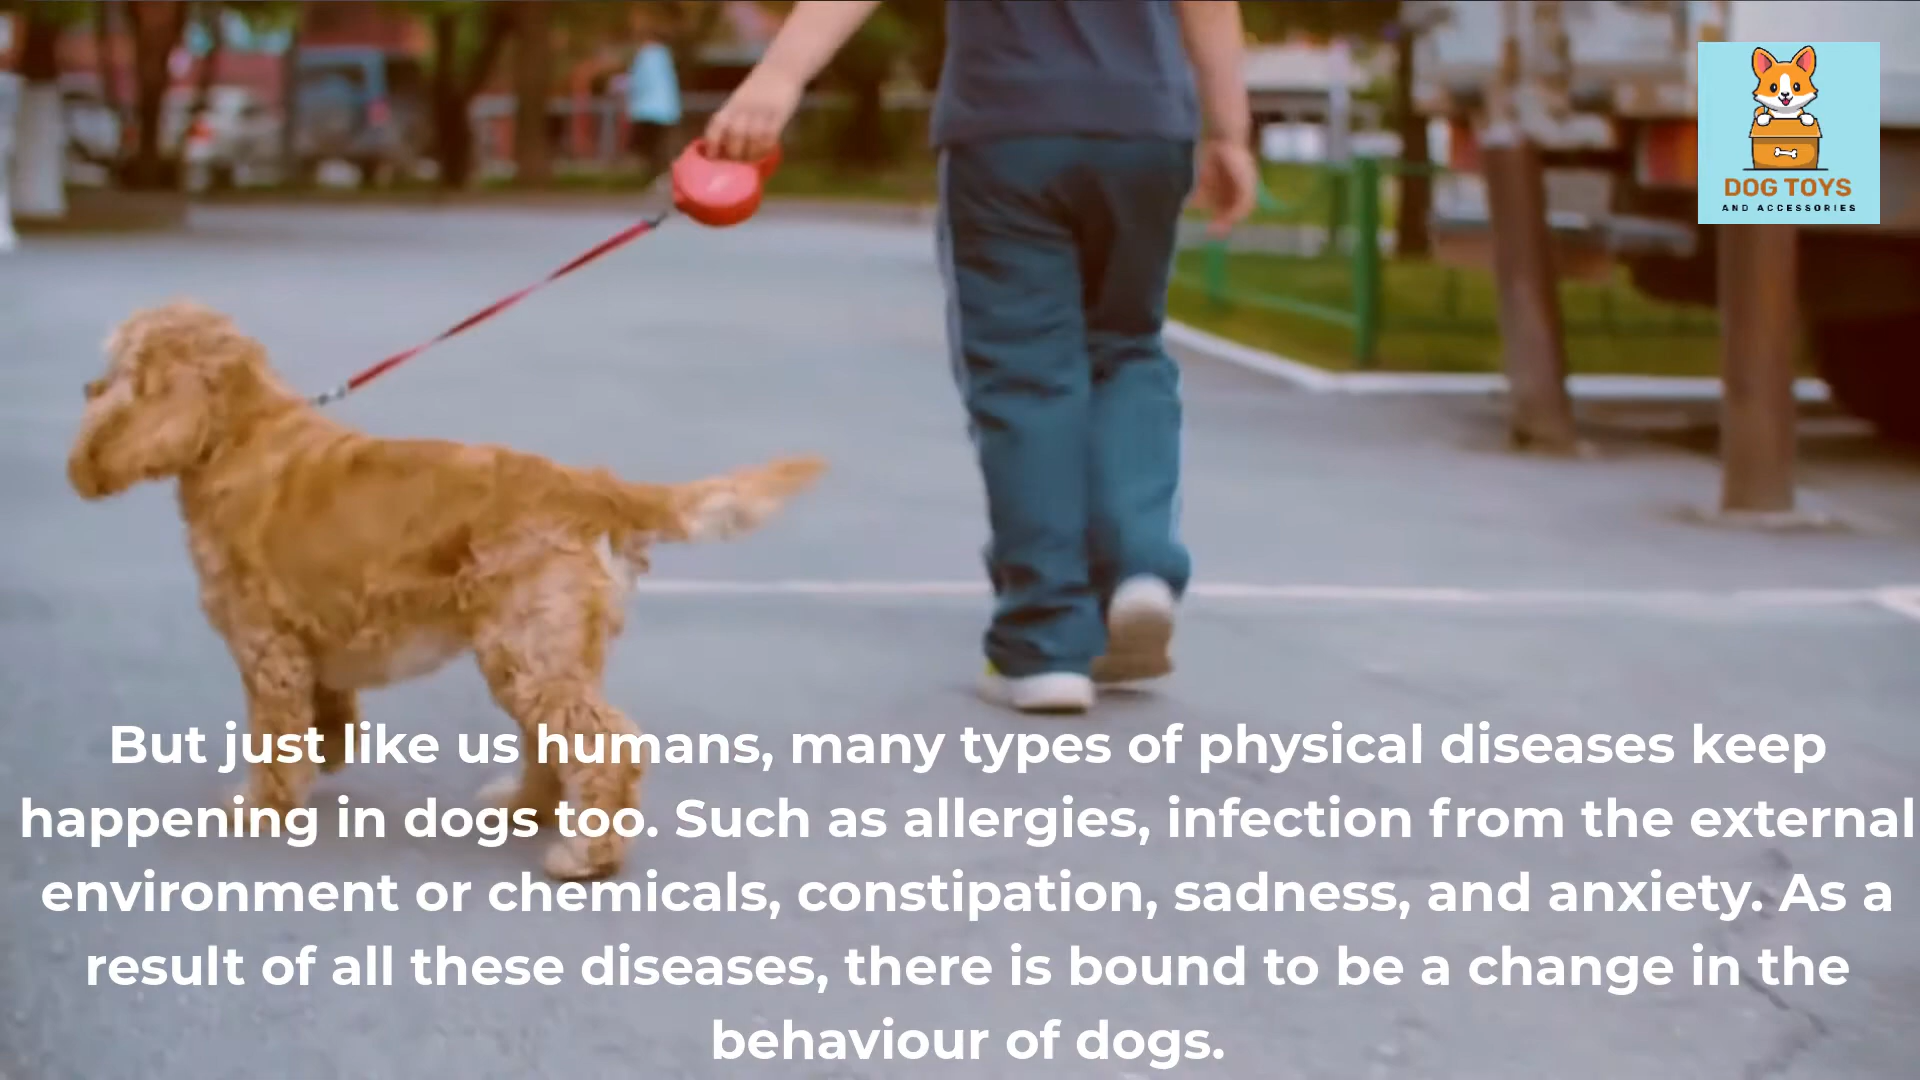 DOG TOYS
AND ACCESSORIES
But just like us humans, many types of physical diseases keep
happening in dogs too. Such as allergies, infection from the external
environment or chemicals, constipation, sadness, and anxiety. As a
result of all these diseases, there is bound to be a change in the
behaviour of dogs.